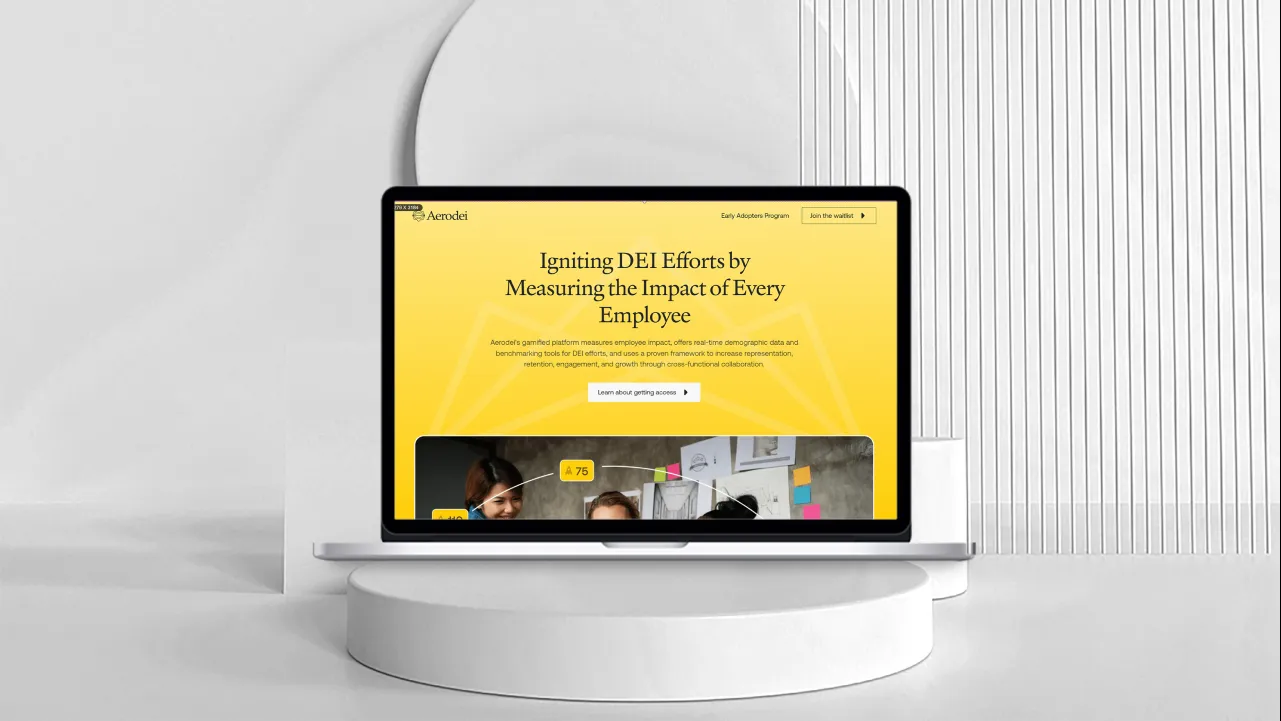 Aerodei
Early Adopters Program
Join the waitlist
Igniting DEI Efforts by
Measuring the Impact of Every
Employee
Aerodei's gamified platform measures employee impact, offers real-time demographic data and
benchmarking tools for DEI efforts, and uses a proven framework to increase representation,
retention, engagement, and growth through cross-functional collaboration.
Learn about getting access
75